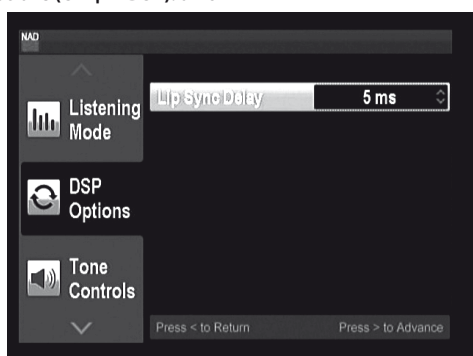 NAD
Listening
Mode
Lip Sync Delay 5 ms
DSP
Options
Tone
Controls
Press < to Return Press > to Advance